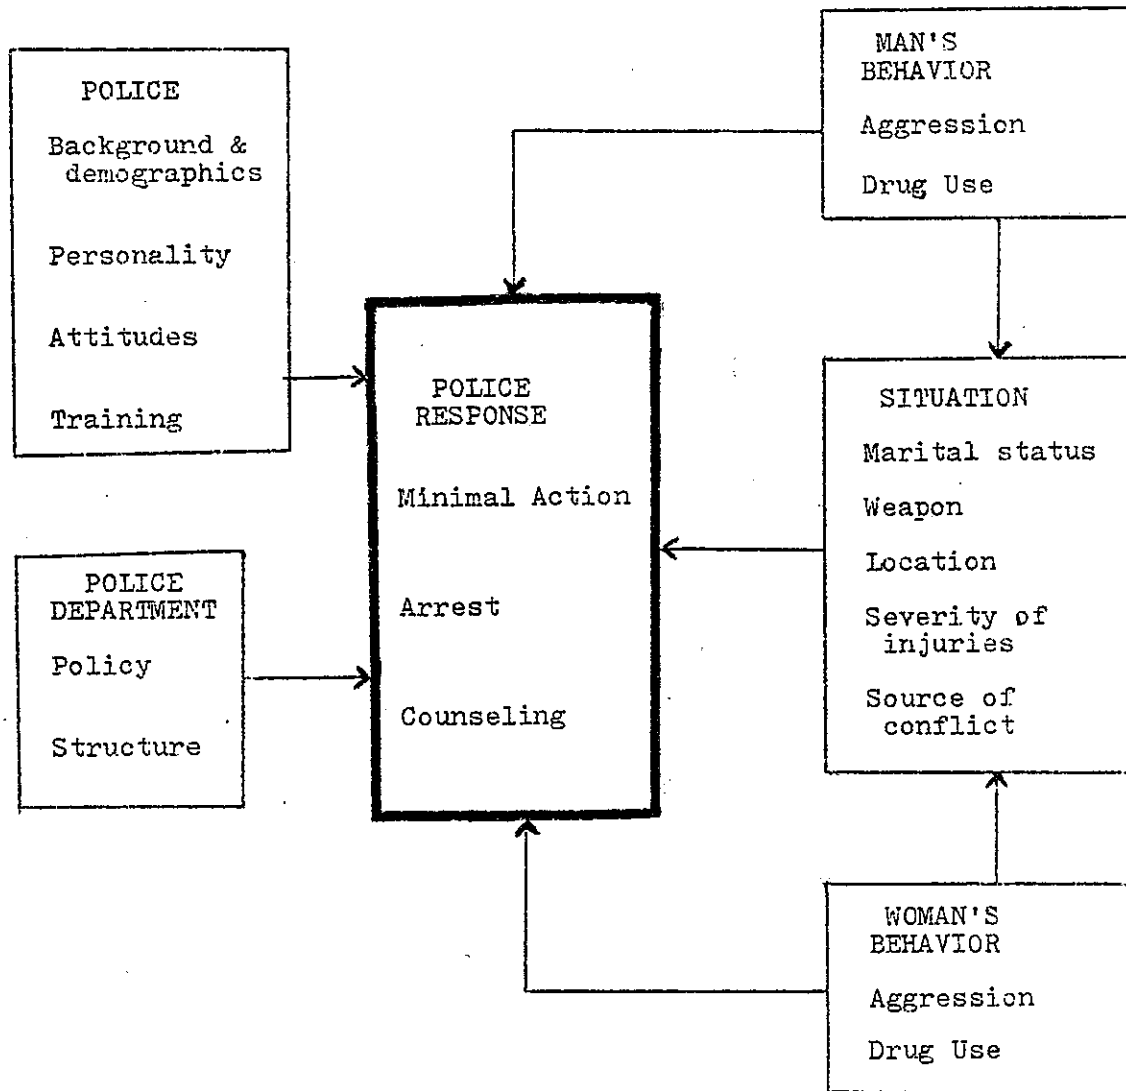 POLICE
Background &
demographics
Personality
Attitudes
Training
POLICE
DEPARTMENT
Policy
Structure
POLICE
RESPONSE
Minimal Action
Arrest
Counseling
MAN'S
BEHAVIOR
Aggression
Drug Use
SITUATION
Marital status
Weapon
Location
Severity of
injuries
Source of
conflict
WOMAN'S
BEHAVIOR
Aggression
Drug Use